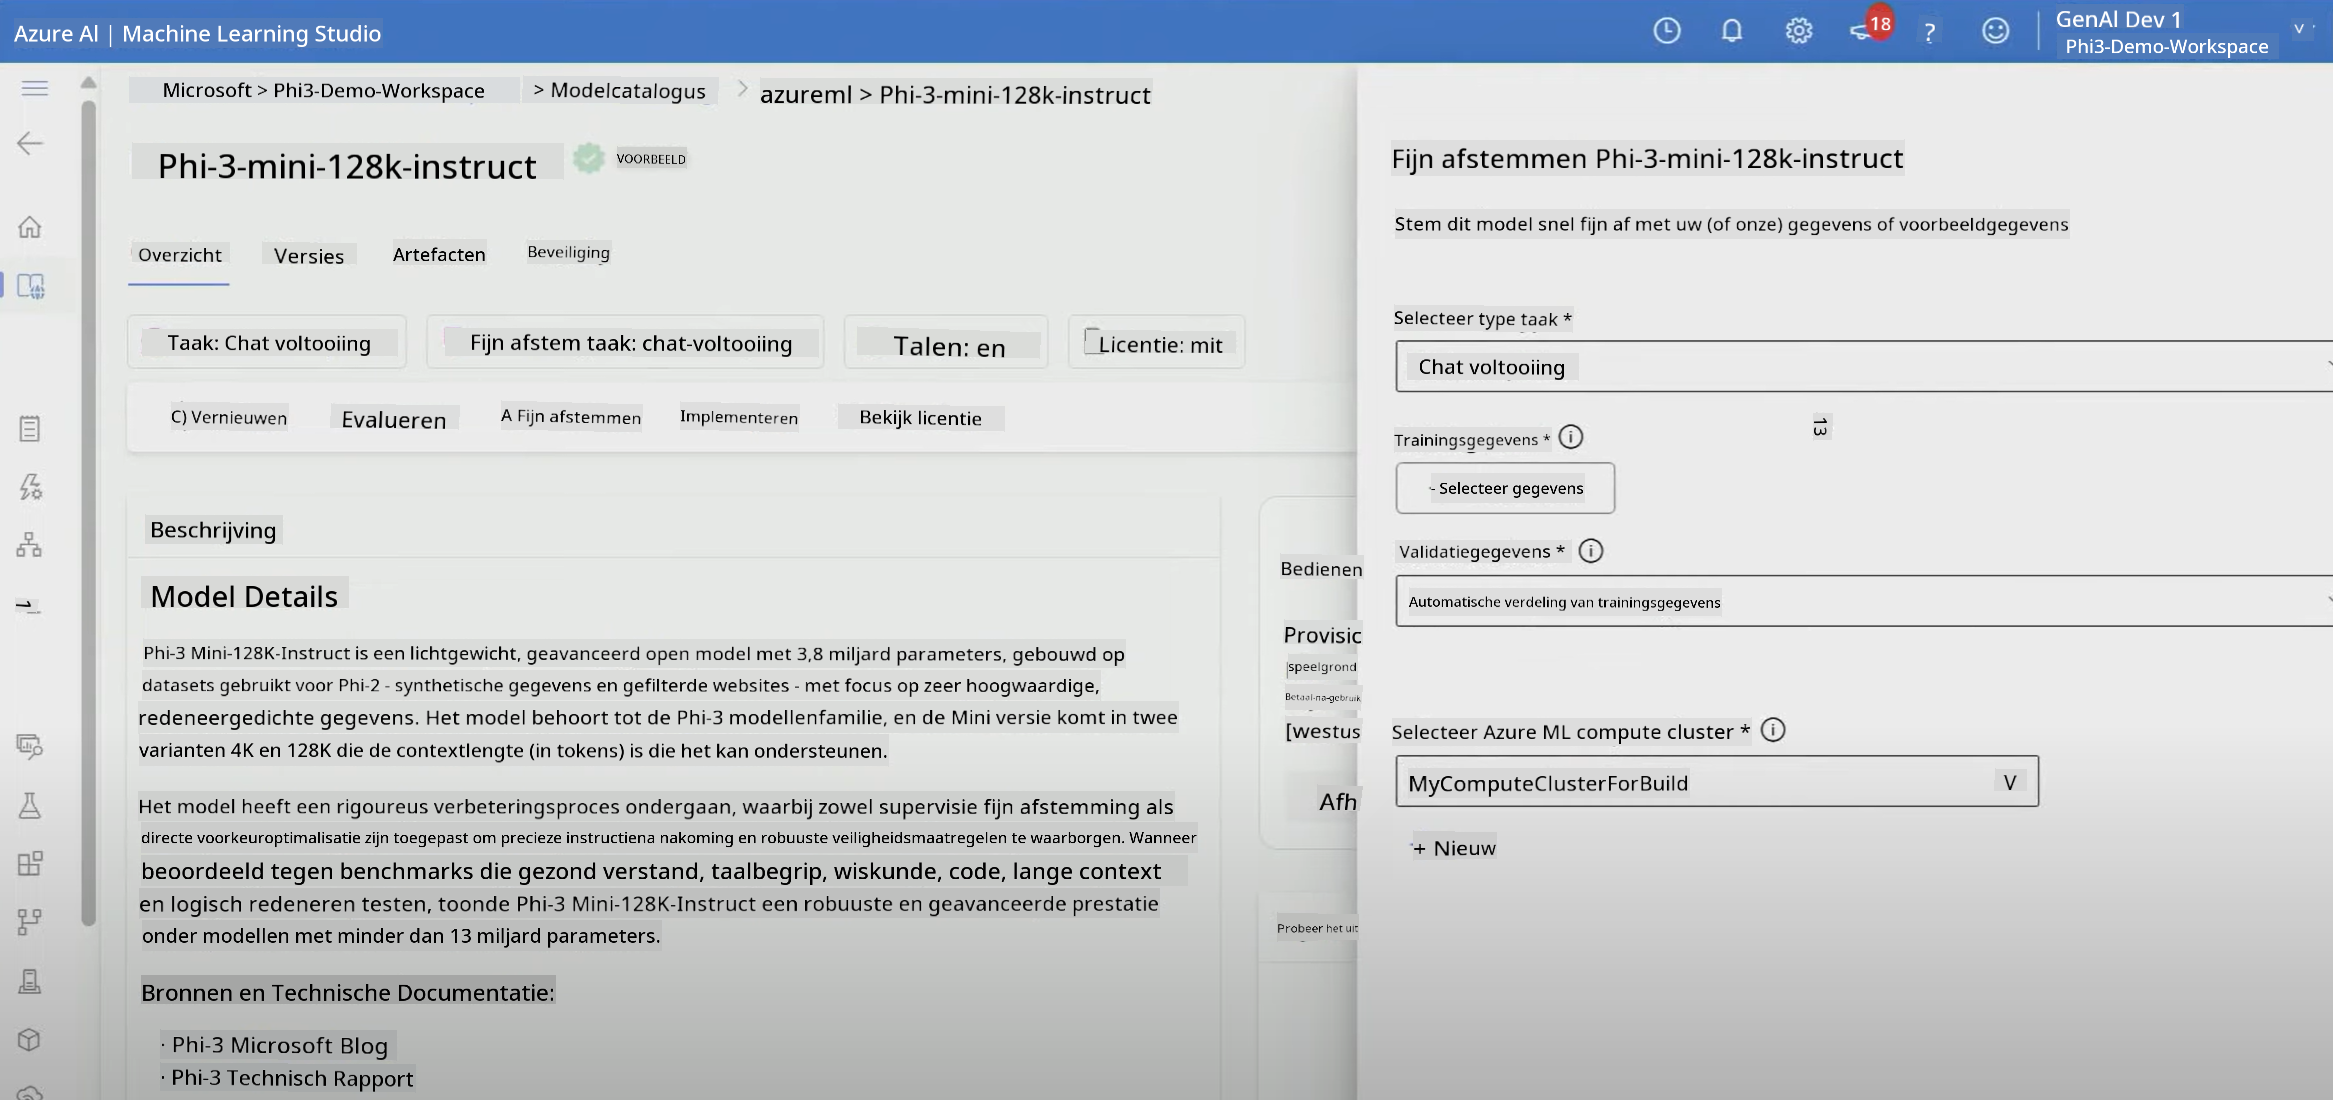 Azure AI | Machine Learning Studio
18
?
GenAI Dev 1
Phi3-Demo-Workspace
Microsoft > Phi3-Demo-Workspace > Modelcatalogus > azureml > Phi-3-mini-128k-instruct
Phi-3-mini-128k-instruct VOORBEELD
Overzicht Versies Artefacten Beveiliging
Taak: Chat voltooiing Fijn afstem taak: chat-voltooiing Talen: en Licentie: mit
C) Vernieuwen Evalueren A Fijn afstemmen Implementeren Bekijk licentie
Beschrijving
Model Details
Phi-3 Mini-128K-Instruct is een lichtgewicht, geavanceerd open model met 3,8 miljard parameters, gebouwd op
datasets gebruikt voor Phi-2 - synthetische gegevens en gefilterde websites - met focus op zeer hoogwaardige,
redeneergedichte gegevens. Het model behoort tot de Phi-3 modellenfamilie, en de Mini versie komt in twee
varianten 4K en 128K die de contextlengte (in tokens) is die het kan ondersteunen.
Het model heeft een rigoureus verbeteringsproces ondergaan, waarbij zowel supervisie fijn afstemming als
directe voorkeuroptimalisatie zijn toegepast om precieze instructiena nakoming en robuuste veiligheidsmaatregelen te waarborgen. Wanneer
beoordeeld tegen benchmarks die gezond verstand, taalbegrip, wiskunde, code, lange context
en logisch redeneren testen, toonde Phi-3 Mini-128K-Instruct een robuuste en geavanceerde prestatie
onder modellen met minder dan 13 miljard parameters.
Bronnen en Technische Documentatie:
· Phi-3 Microsoft Blog
· Phi-3 Technisch Rapport
Bedienen
Provisic
speelgrond
Betaal-na-gebruik
[westus
Afh
Probeer het uit
Fijn afstemmen Phi-3-mini-128k-instruct
Stem dit model snel fijn af met uw (of onze) gegevens of voorbeeldgegevens
Selecteer type taak *
Chat voltooiing
13
Trainingsgegevens *
- Selecteer gegevens
Validatiegegevens *
Automatische verdeling van trainingsgegevens
Selecteer Azure ML compute cluster *
MyComputeClusterForBuild V
+ Nieuw